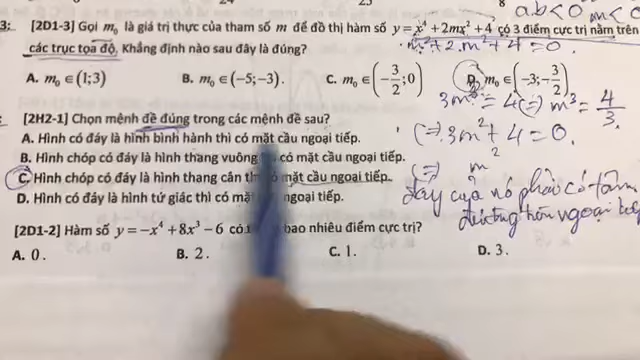 a.b<0
3: [2D1-3] Gọi m₀ là giá trị thực của tham số m để đồ thị hàm số y = x⁴ + 2mx² + 4 có 3 điểm cực trị nằm trên
các trục tọa độ. Khẳng định nào sau đây là đúng?
+ 2.m² + 4 = 0.
A. m₀ ∈ (1;3) B. m₀ ∈ (−5;−3). C. m₀ ∈ (−3/2;0) D. m₀ ∈ (−3;−3/2)
m³ = 4/3.
[2H2-1] Chọn mệnh đề đúng trong các mệnh đề sau?
A. Hình có đáy là hình bình hành thì có mặt cầu ngoại tiếp.
(=) 3m² + 4 = 0.
B. Hình chóp có đáy là hình thang vuông có mặt cầu ngoại tiếp.
(=) m²
C. Hình chóp có đáy là hình thang cân có mặt cầu ngoại tiếp.
đáy của nó phải có tâm
D. Hình có đáy là hình tứ giác thì có ngoại tiếp.
đường tròn ngoại tiếp
[2D1-2] Hàm số y = −x⁴ + 8x³ − 6 có bao nhiêu điểm cực trị?
A. 0. B. 2. C. 1. D. 3.